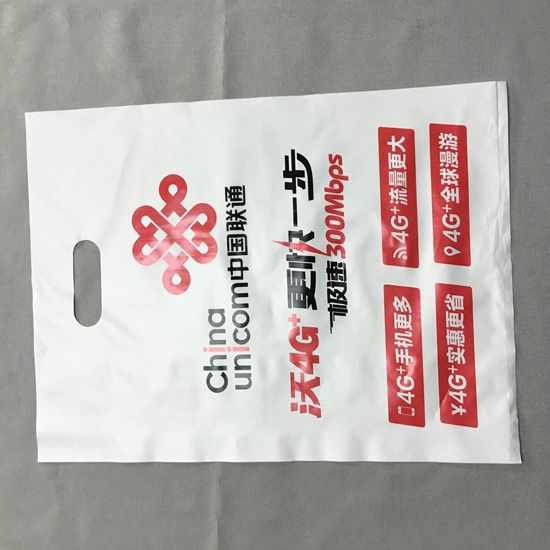 China
unicom中国联通
沃4G⁺ 更快一步
极速300Mbps
4G⁺手机更多
4G⁺流量更大
¥4G⁺实惠更省
4G⁺全球漫游